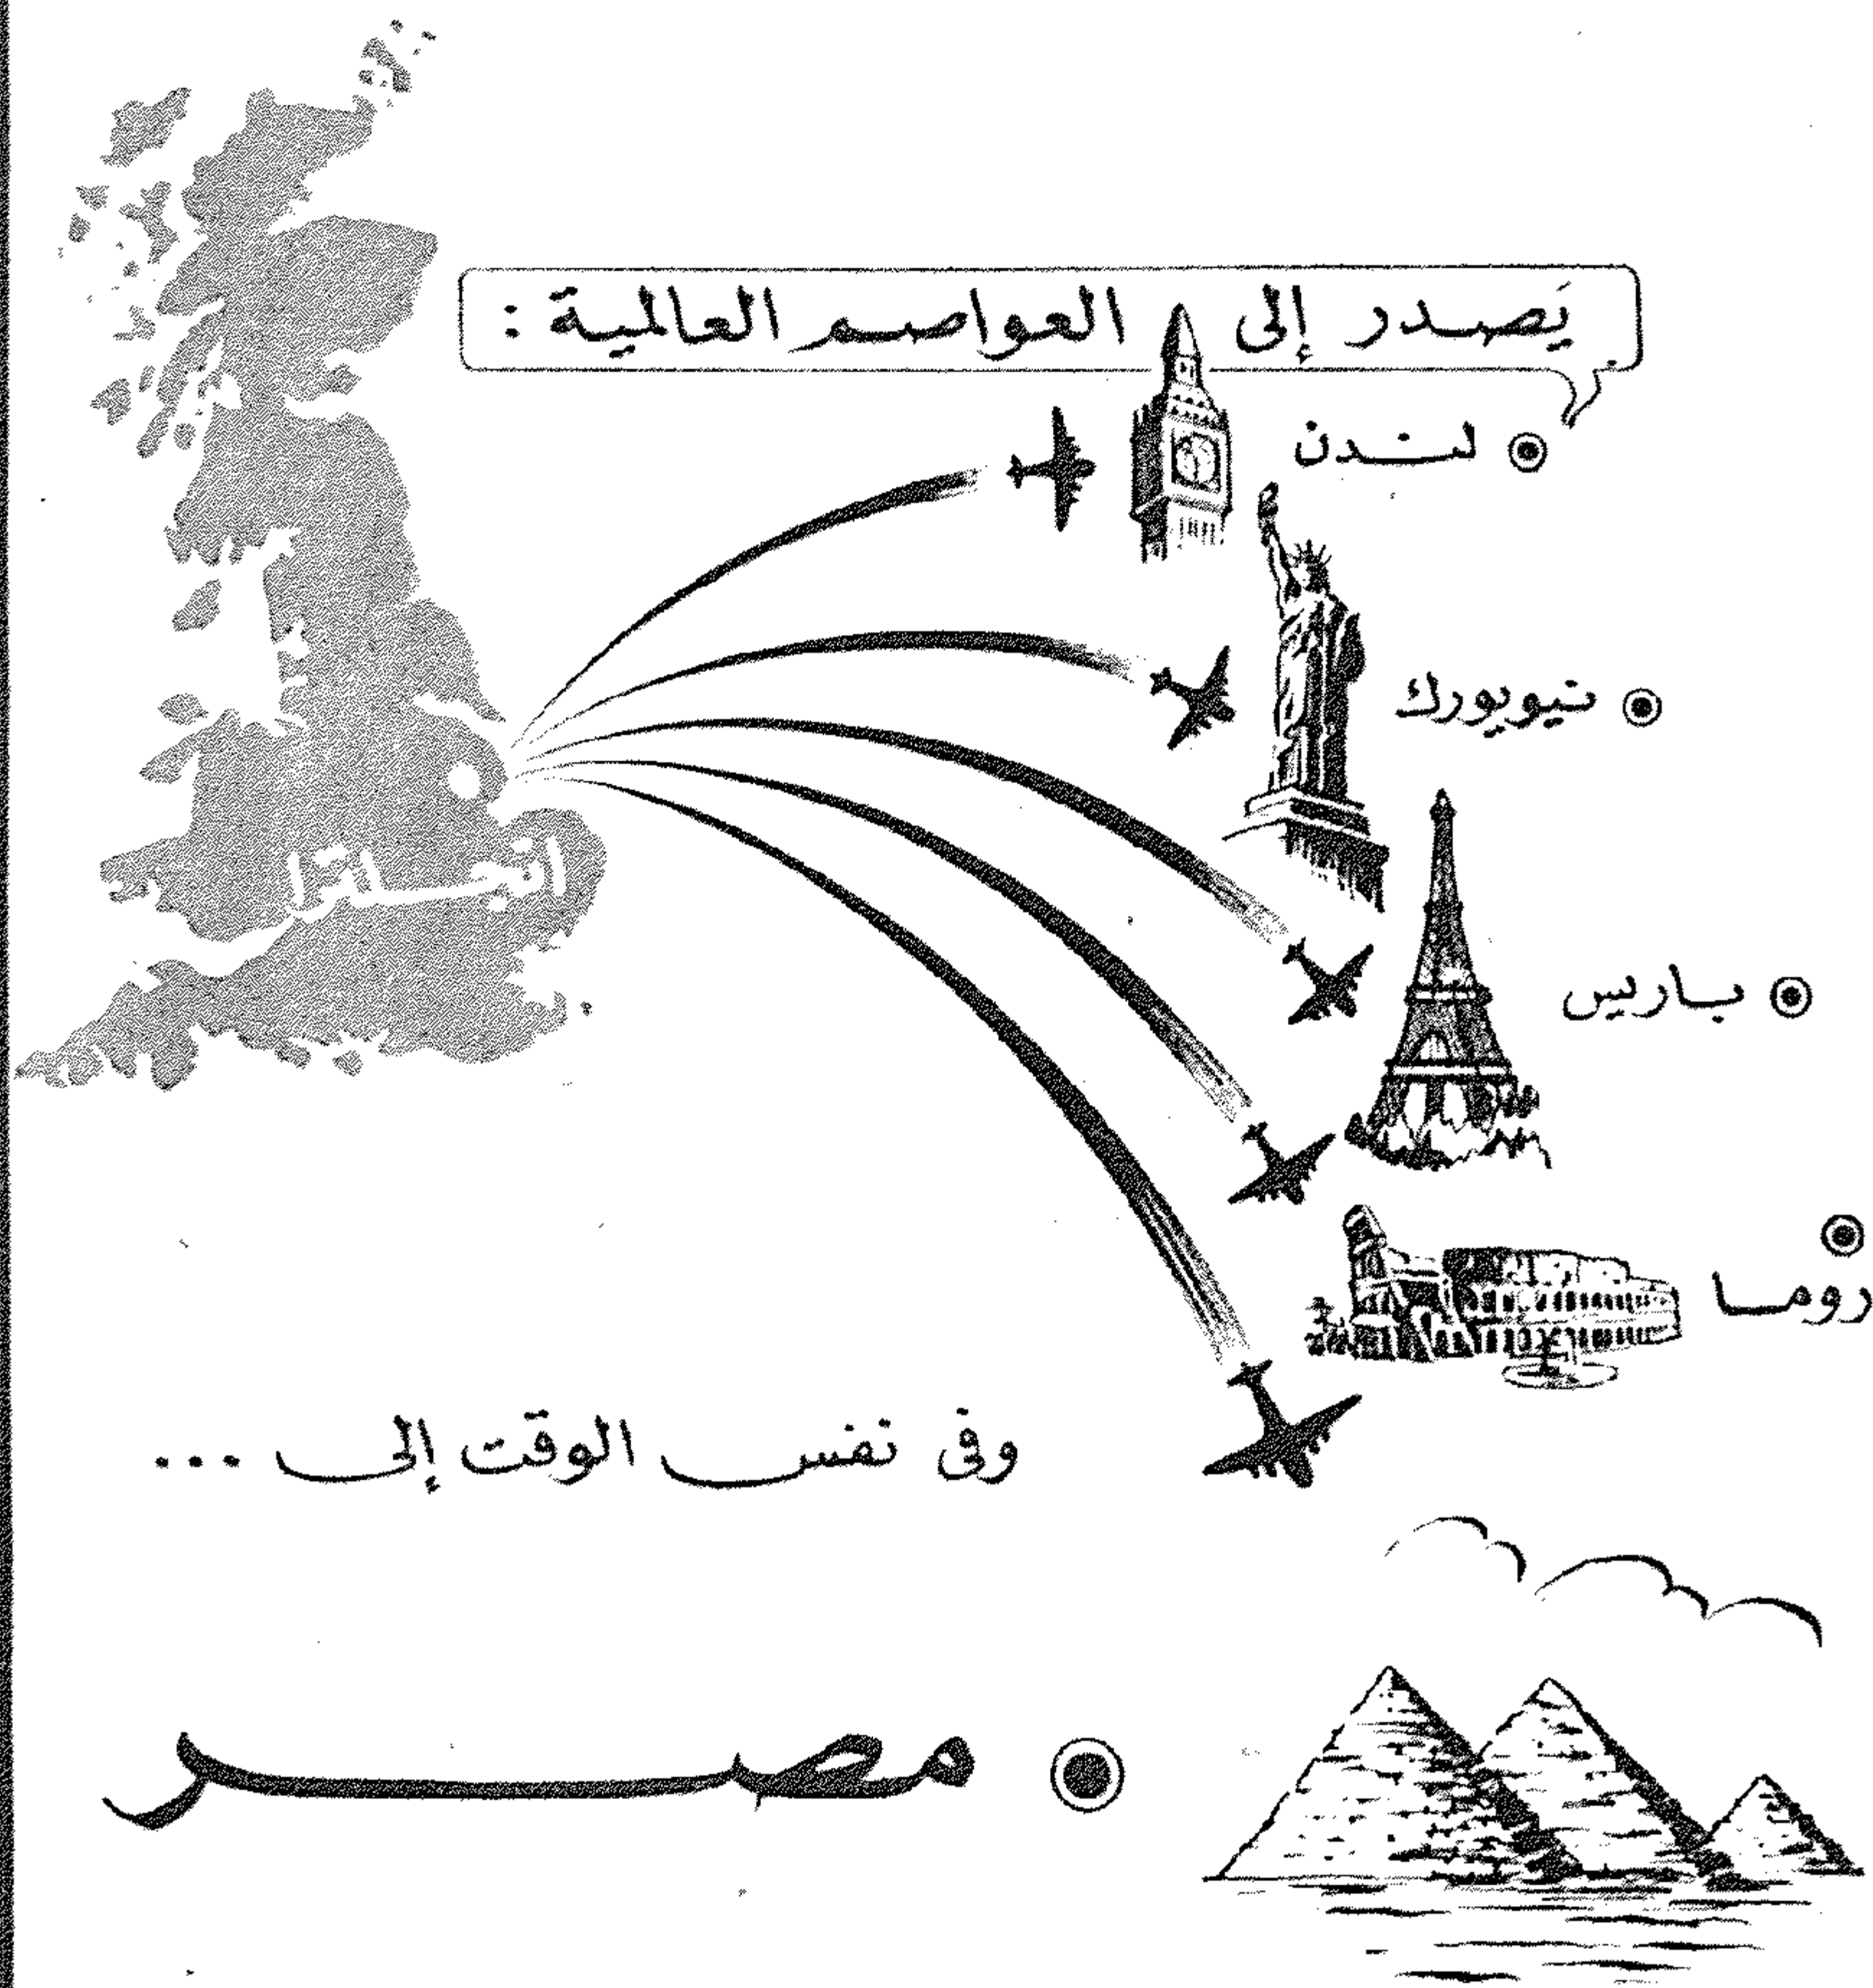 يَصدر إلى العواصم العالمية :
لندن
نيويورك
باريس
روما
انجلترا
وفى نفس الوقت إلى ...
مصر